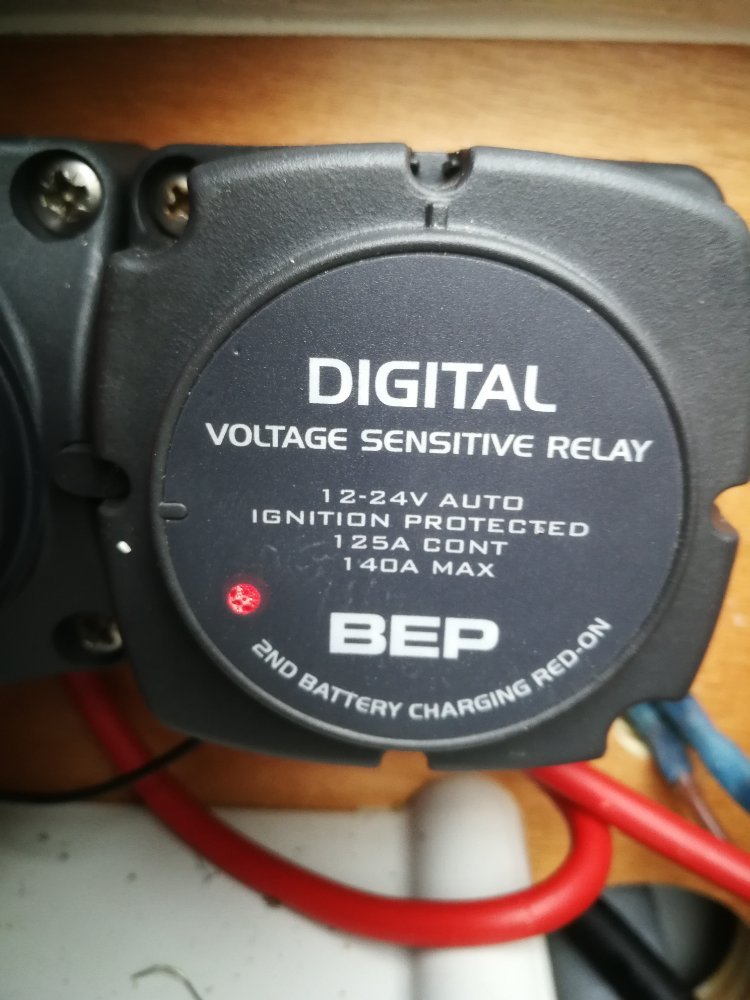 DIGITAL
VOLTAGE SENSITIVE RELAY
12-24V AUTO
IGNITION PROTECTED
125A CONT
140A MAX
BEP
2ND BATTERY CHARGING RED-ON